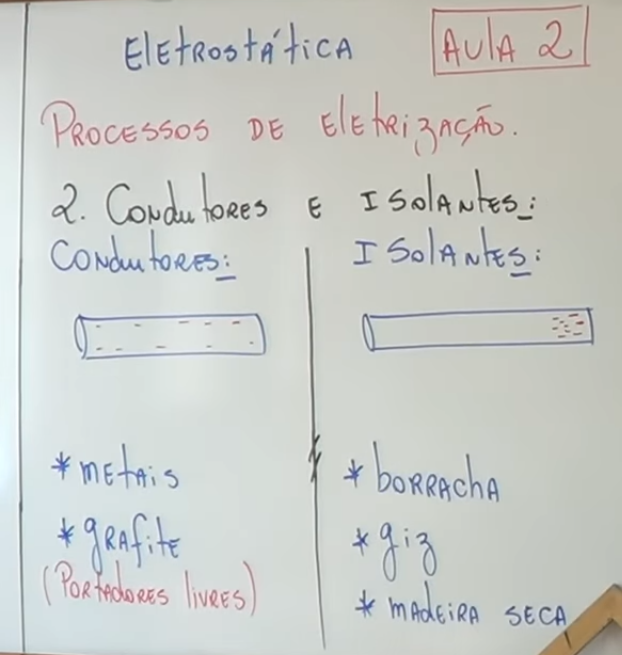 Eletrostática
Aula 2
Processos de eletrização.
2. Condutores e Isolantes:
Condutores:
* metais
* grafite
(Portadores livres)
Isolantes:
* borracha
* giz
* madeira seca